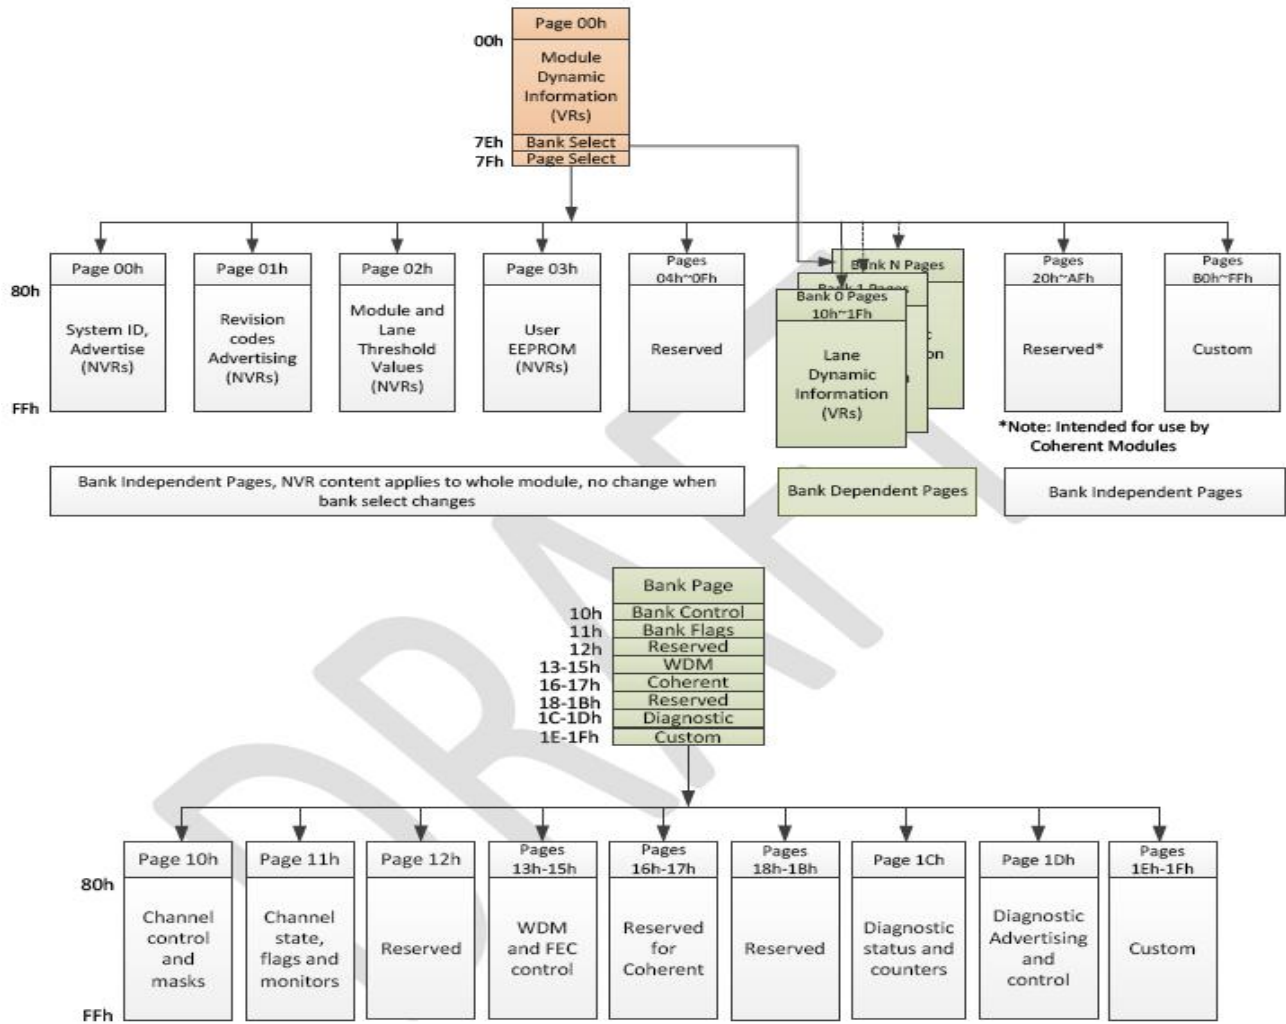 Page 00h
00h
Module
Dynamic
Information
(VRs)
7Eh
Bank Select
7Fh
Page Select
Page 00h
Page 01h
Page 02h
Page 03h
Pages
04h~0Fh
Bank N Pages
Bank 1 Pages
Bank 0 Pages
10h~1Fh
Pages
20h~AFh
Pages
B0h~FFh
80h
System ID,
Advertise
(NVRs)
Revision
codes
Advertising
(NVRs)
Module and
Lane
Threshold
Values
(NVRs)
User
EEPROM
(NVRs)
Reserved
Lane
Dynamic
Information
(VRs)
Reserved*
Custom
FFh
*Note: Intended for use by
Coherent Modules
Bank Independent Pages, NVR content applies to whole module, no change when
bank select changes
Bank Dependent Pages
Bank Independent Pages
DRAFT
Bank Page
10h
Bank Control
11h
Bank Flags
12h
Reserved
13-15h
WDM
16-17h
Coherent
18-1Bh
Reserved
1C-1Dh
Diagnostic
1E-1Fh
Custom
Page 10h
Page 11h
Page 12h
Pages
13h-15h
Pages
16h-17h
Pages
18h-1Bh
Page 1Ch
Page 1Dh
Pages
1Eh-1Fh
80h
Channel
control
and
masks
Channel
state,
flags and
monitors
Reserved
WDM
and FEC
control
Reserved
for
Coherent
Reserved
Diagnostic
status and
counters
Diagnostic
Advertising
and
control
Custom
FFh